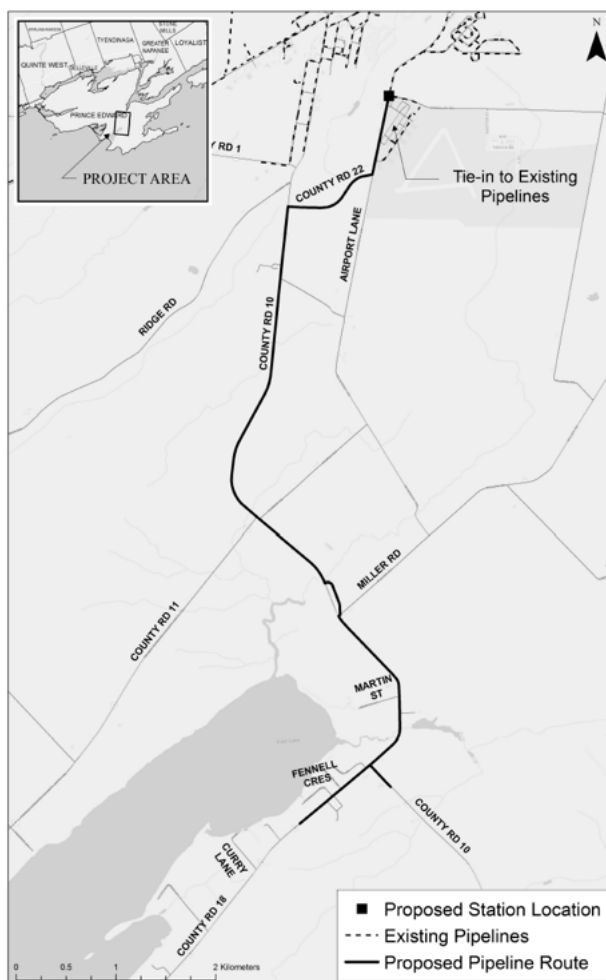 STONE
MILLS
TYENDINAGA
GREATER
NAPANEE
LOYALIST
QUINTE WEST
BELLEVILLE
PRINCE EDWARD
PROJECT AREA
N
RD 1
COUNTY RD 22
Tie-in to Existing
Pipelines
AIRPORT LANE
RIDGE RD
COUNTY RD 10
MILLER RD
COUNTY RD 11
MARTIN
ST
FENNELL
CRES
COUNTY RD 10
CURRY
LANE
COUNTY RD 18
Proposed Station Location
Existing Pipelines
Proposed Pipeline Route
0 0.5 1 2 Kilometers